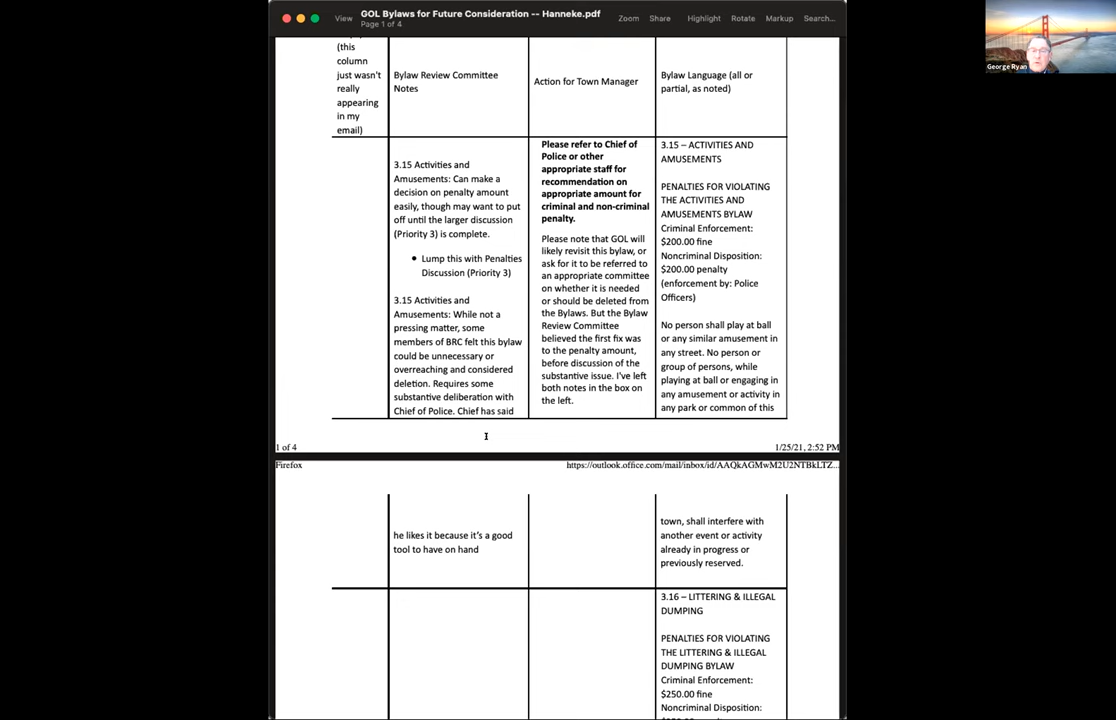 View
GOL Bylaws for Future Consideration -- Hanneke.pdf
Page 1 of 4
Zoom
Share
Highlight
Rotate
Markup
Search...
George Ryan
(this
column
just wasn't
really
appearing
in my
email)
Bylaw Review Committee
Notes
Action for Town Manager
Bylaw Language (all or
partial, as noted)
3.15 Activities and
Amusements: Can make a
decision on penalty amount
easily, though may want to put
off until the larger discussion
(Priority 3) is complete.
• Lump this with Penalties
Discussion (Priority 3)
3.15 Activities and
Amusements: While not a
pressing matter, some
members of BRC felt this bylaw
could be unnecessary or
overreaching and considered
deletion. Requires some
substantive deliberation with
Chief of Police. Chief has said
Please refer to Chief of
Police or other
appropriate staff for
recommendation on
appropriate amount for
criminal and non-criminal
penalty.
Please note that GOL will
likely revisit this bylaw, or
ask for it to be referred to
an appropriate committee
on whether it is needed
or should be deleted from
the Bylaws. But the Bylaw
Review Committee
believed the first fix was
to the penalty amount,
before discussion of the
substantive issue. I've left
both notes in the box on
the left.
3.15 – ACTIVITIES AND
AMUSEMENTS
PENALTIES FOR VIOLATING
THE ACTIVITIES AND
AMUSEMENTS BYLAW
Criminal Enforcement:
$200.00 fine
Noncriminal Disposition:
$200.00 penalty
(enforcement by: Police
Officers)
No person shall play at ball
or any similar amusement in
any street. No person or
group of persons, while
playing at ball or engaging in
any amusement or activity in
any park or common of this
1 of 4
1/25/21, 2:52 PM
Firefox
https://outlook.office.com/mail/inbox/id/AAQkAGMwM2U2NTBkLTZ...
he likes it because it's a good
tool to have on hand
town, shall interfere with
another event or activity
already in progress or
previously reserved.
3.16 – LITTERING & ILLEGAL
DUMPING
PENALTIES FOR VIOLATING
THE LITTERING & ILLEGAL
DUMPING BYLAW
Criminal Enforcement:
$250.00 fine
Noncriminal Disposition: